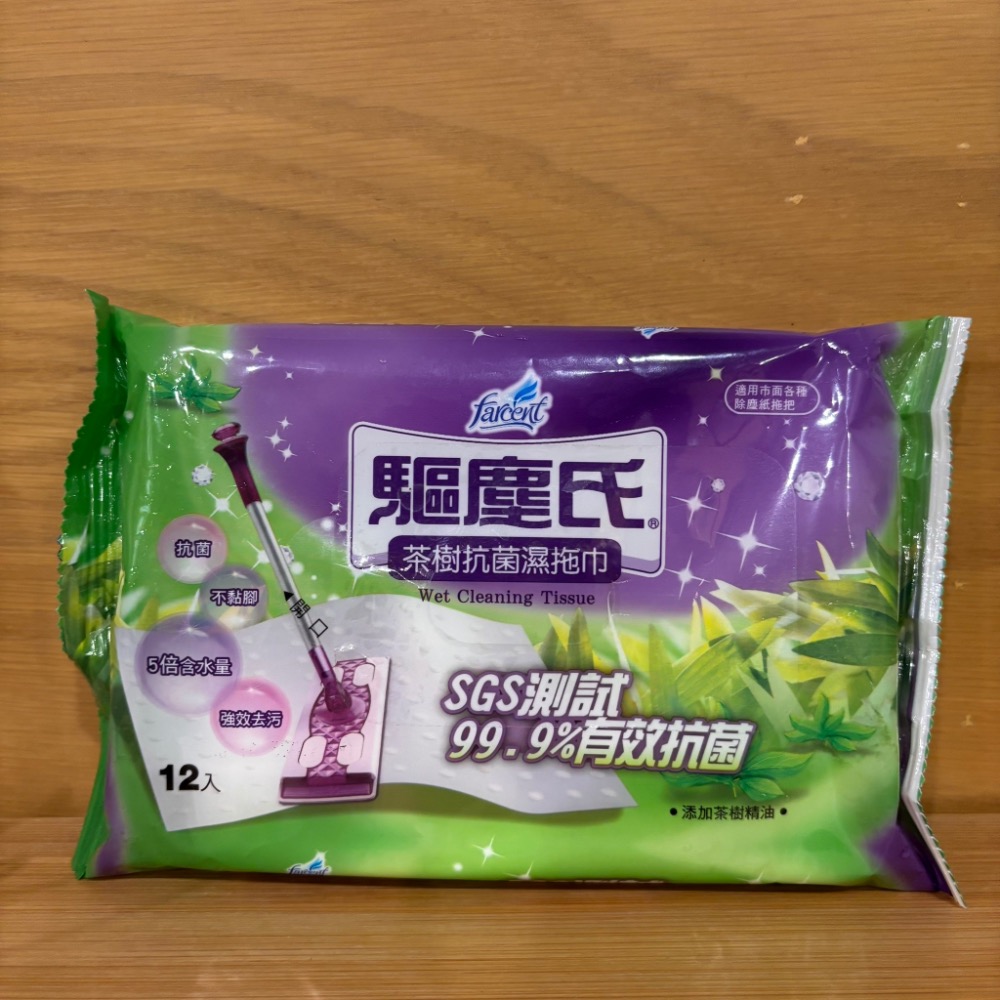 farcent
適用市面各種
除塵紙拖把
驅塵氏®
茶樹抗菌濕拖巾
Wet Cleaning Tissue
抗菌
不黏腳
開
5倍含水量
強效去污
SGS測試
99.9%有效抗菌
12入
•添加茶樹精油•
farcent